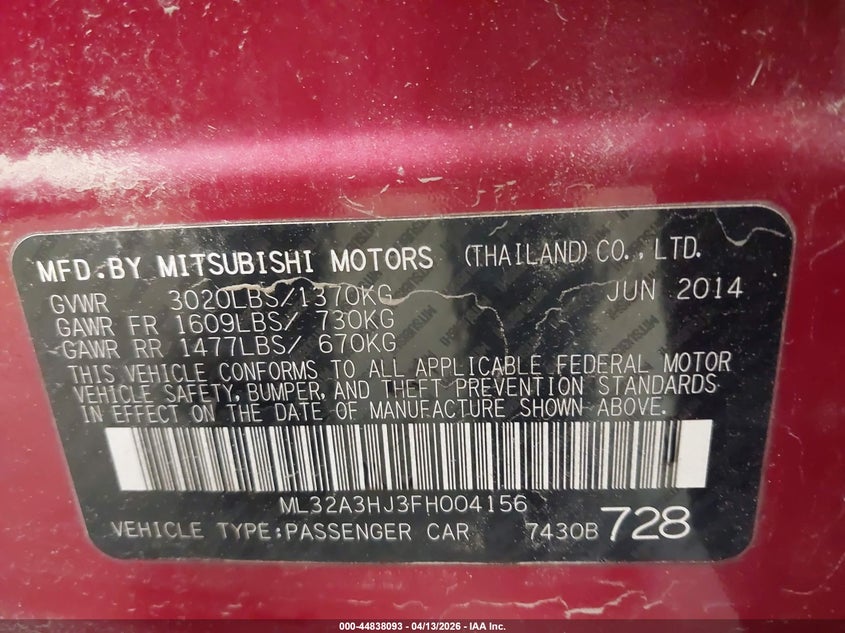 MFD.BY MITSUBISHI MOTORS (THAILAND) CO., LTD.
GVWR 3020LBS/1370KG JUN 2014
GAWR FR 1609LBS/ 730KG
GAWR RR 1477LBS/ 670KG
THIS VEHICLE CONFORMS TO ALL APPLICABLE FEDERAL MOTOR
VEHICLE SAFETY, BUMPER, AND THEFT PREVENTION STANDARDS
IN EFFECT ON THE DATE OF MANUFACTURE SHOWN ABOVE.
ML32A3HJ3FH004156
VEHICLE TYPE:PASSENGER CAR 7430B 728
000-44838093 - 04/13/2026 - IAA Inc.